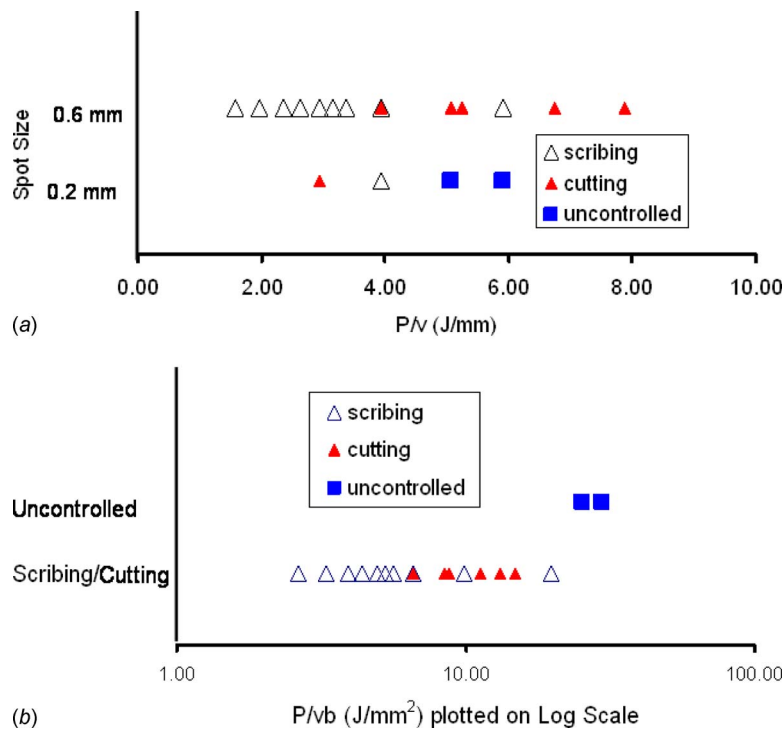 Spot Size
0.6 mm
0.2 mm
scribing
cutting
uncontrolled
0.00 2.00 4.00 6.00 8.00 10.00
(a)
P/v (J/mm)
scribing
cutting
uncontrolled
Uncontrolled
Scribing/Cutting
1.00 10.00 100.00
(b)
P/vb (J/mm²) plotted on Log Scale